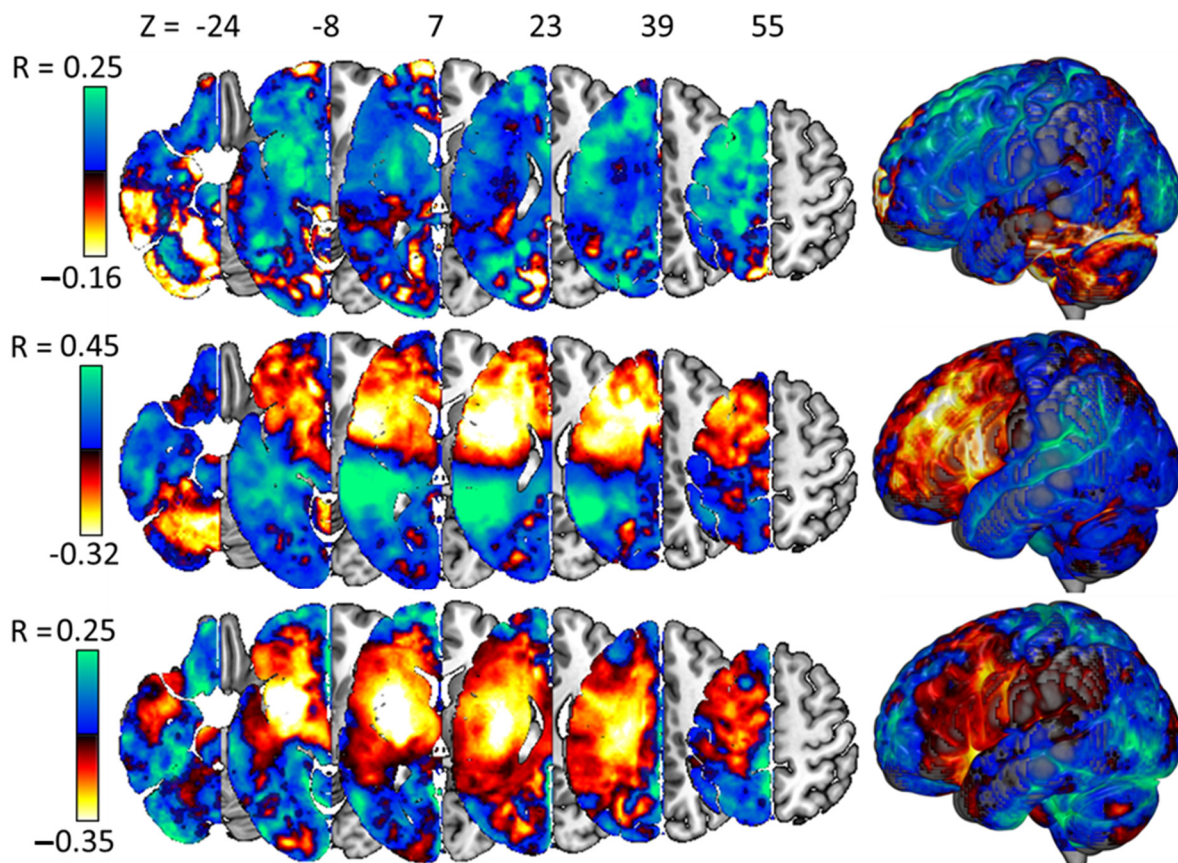 Z = -24 -8 7 23 39 55
R = 0.25
−0.16
R = 0.45
-0.32
R = 0.25
−0.35